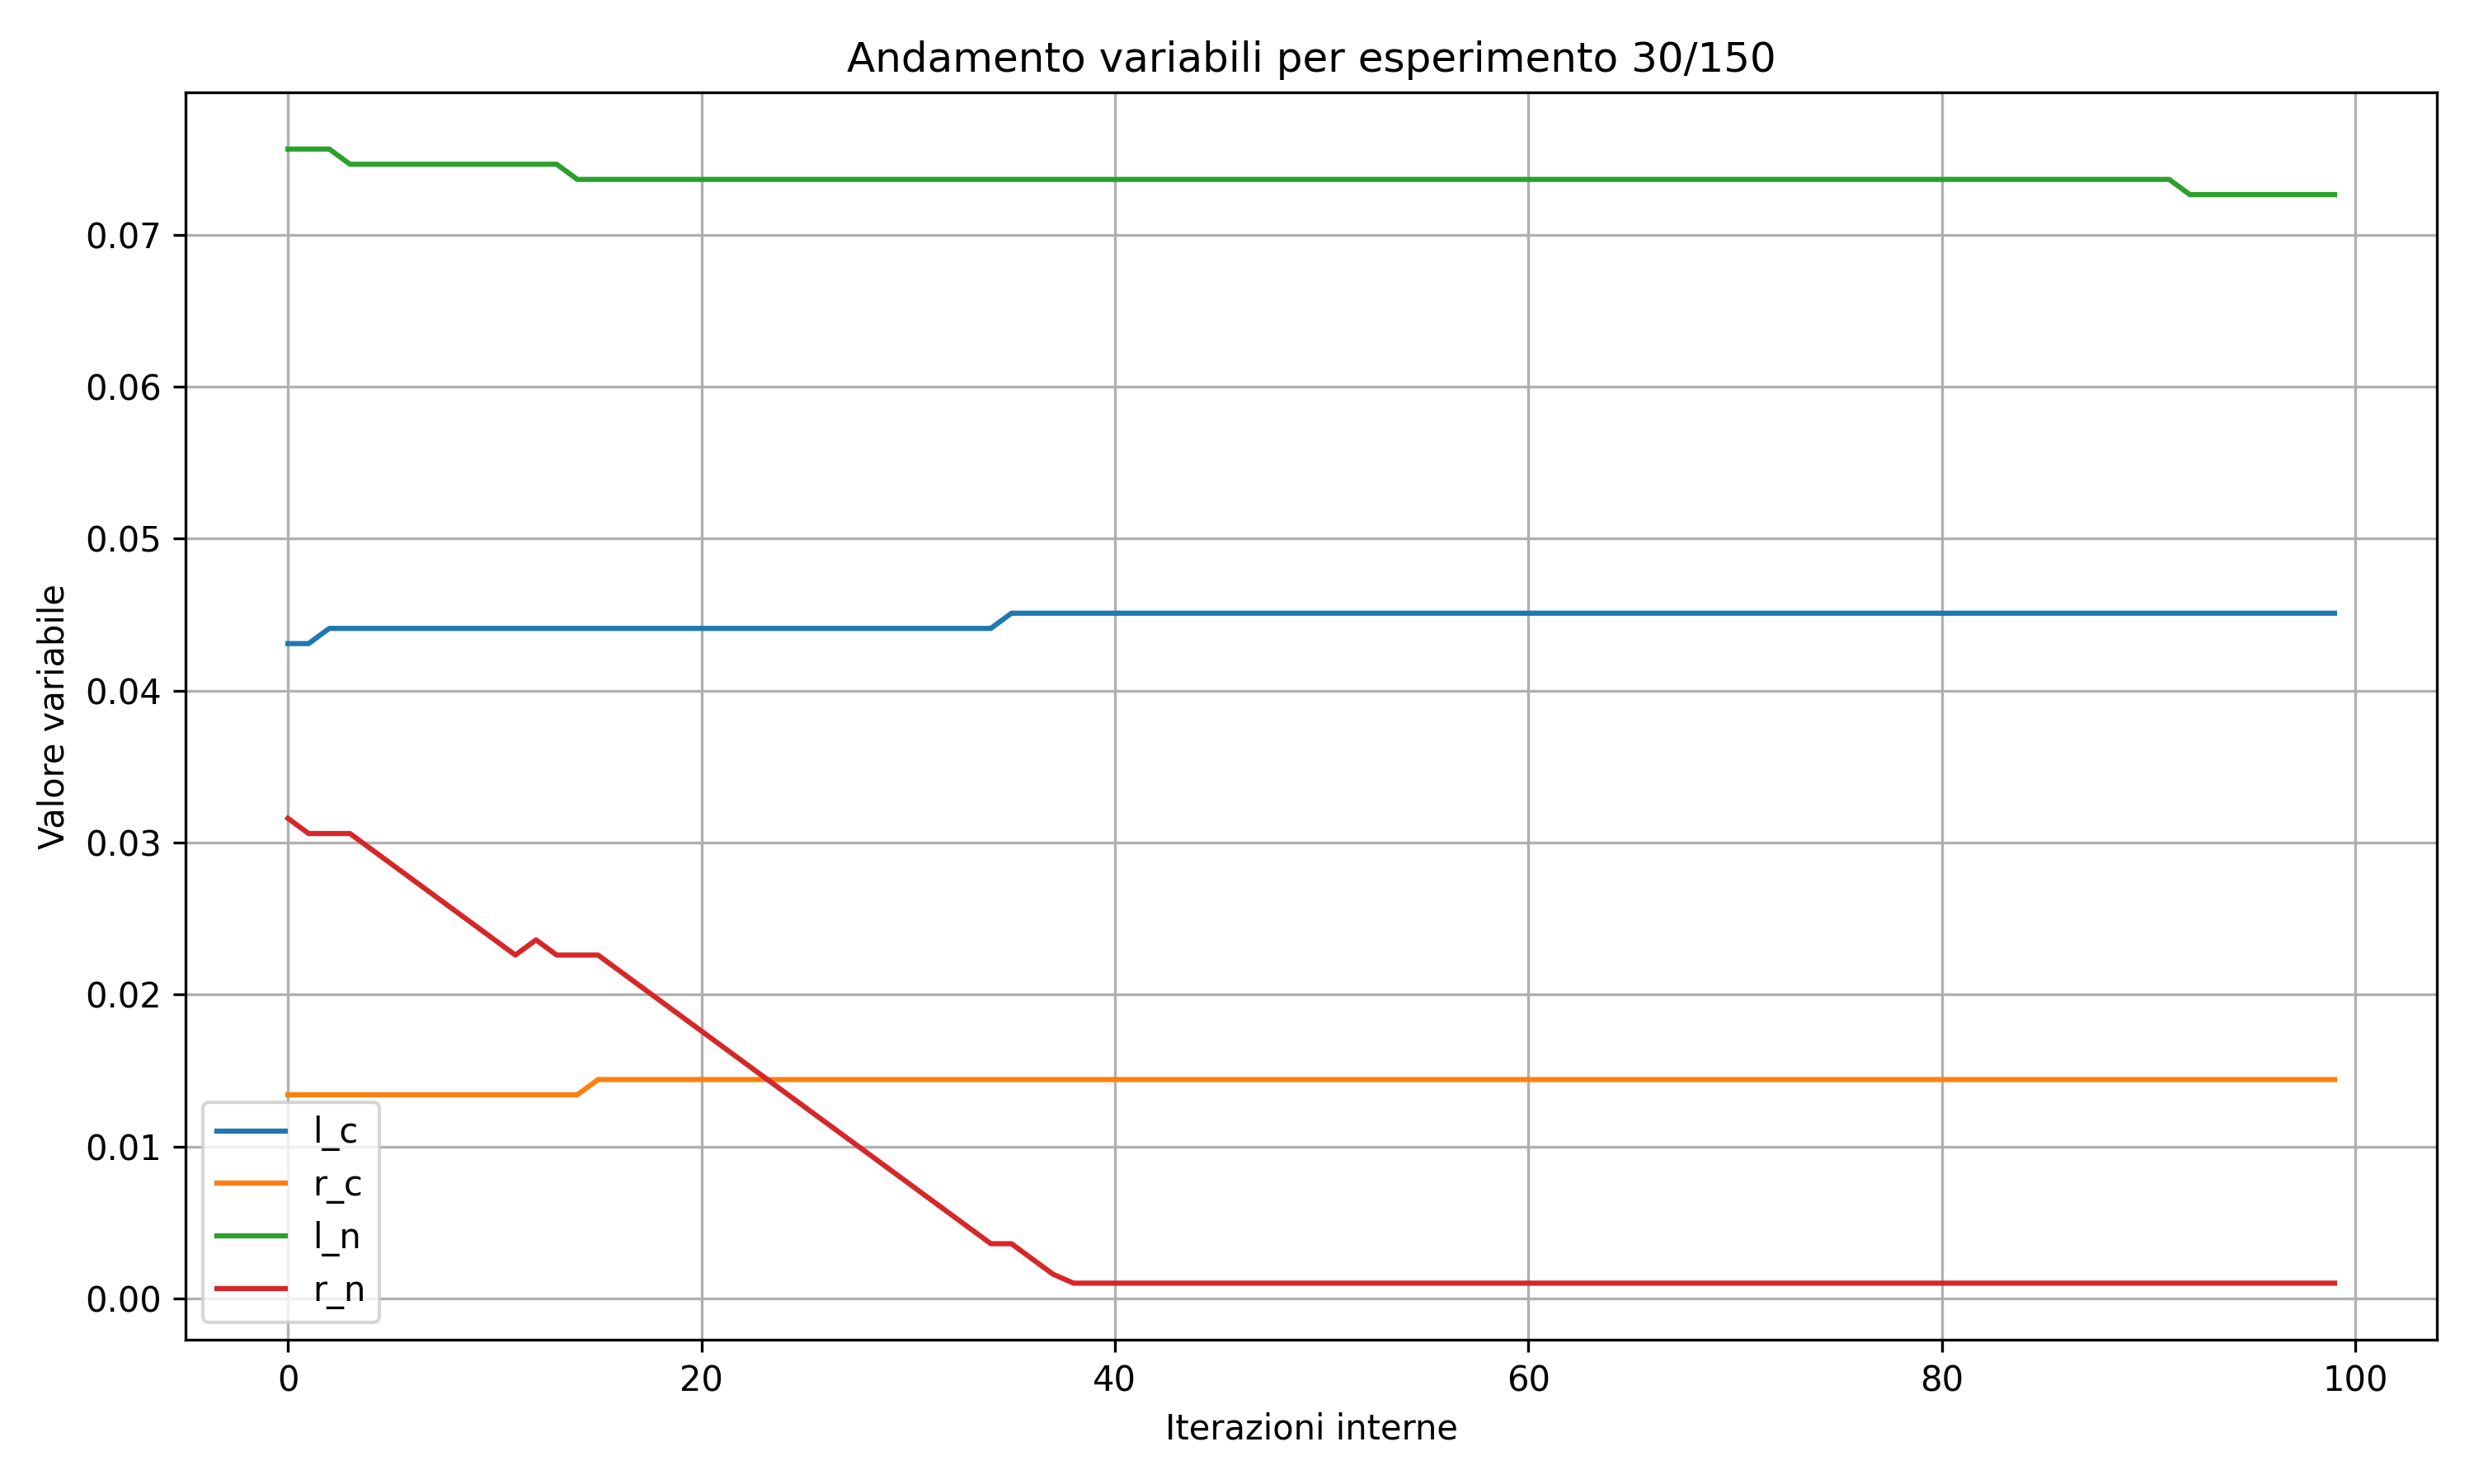 Andamento variabili per esperimento 30/150
Valore variabile
0.07
0.06
0.05
0.04
0.03
0.02
0.01
0.00
l_c
r_c
l_n
r_n
0 20 40 60 80 100
Iterazioni interne